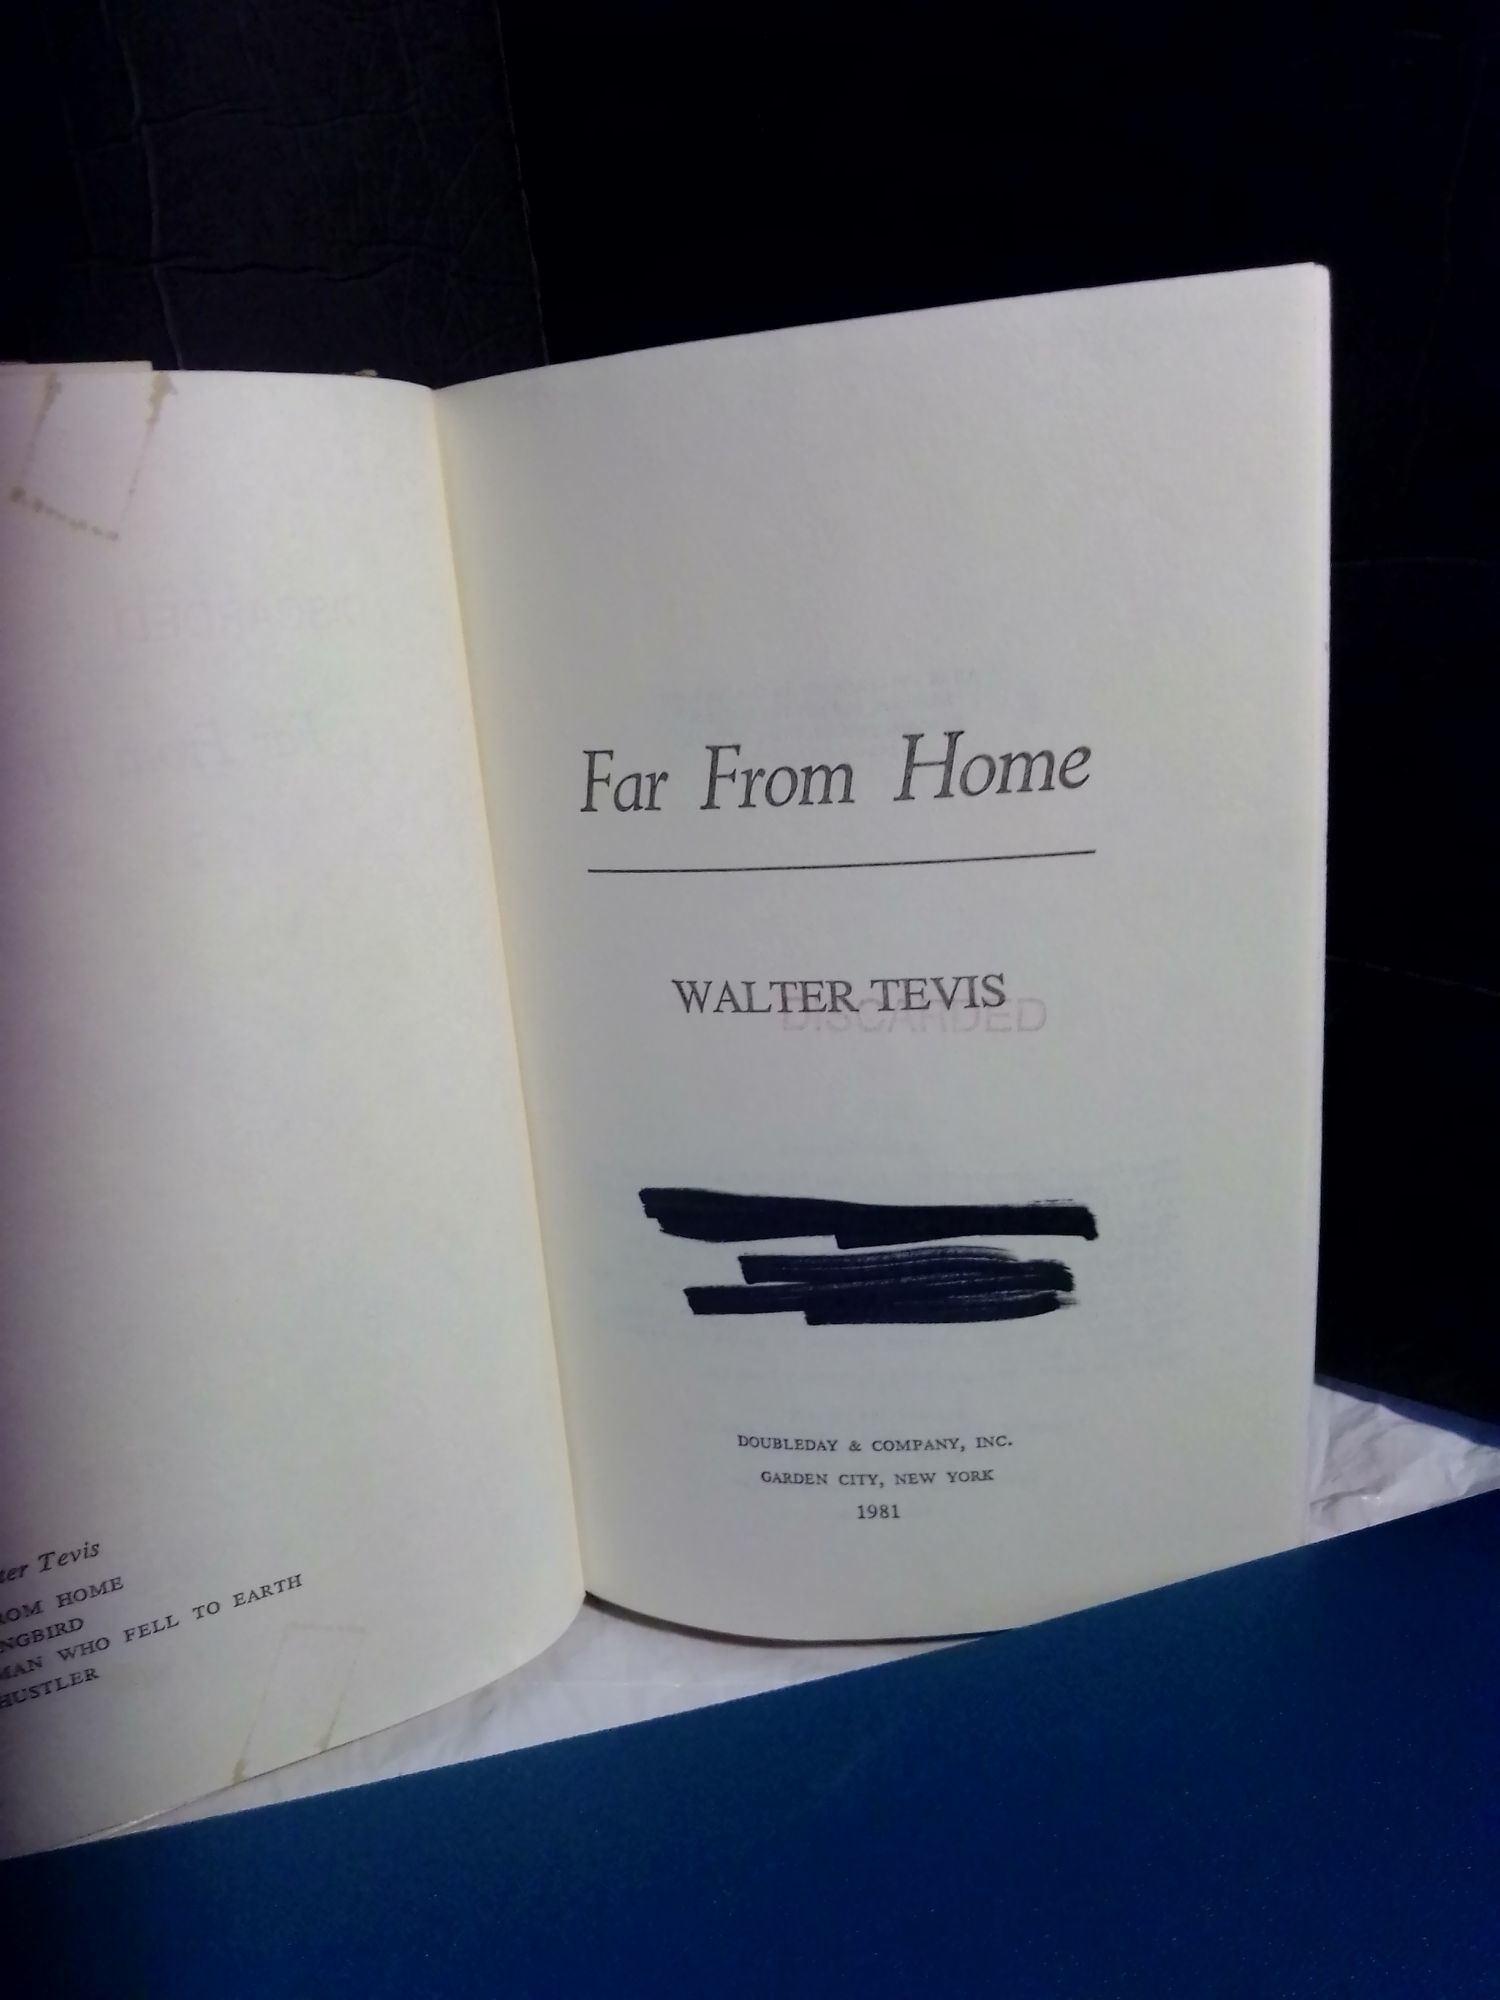 ter Tevis
ROM HOME
NGBIRD
MAN WHO FELL TO EARTH
HUSTLER
Far From Home
WALTER TEVIS
DISCARDED
DOUBLEDAY & COMPANY, INC.
GARDEN CITY, NEW YORK
1981